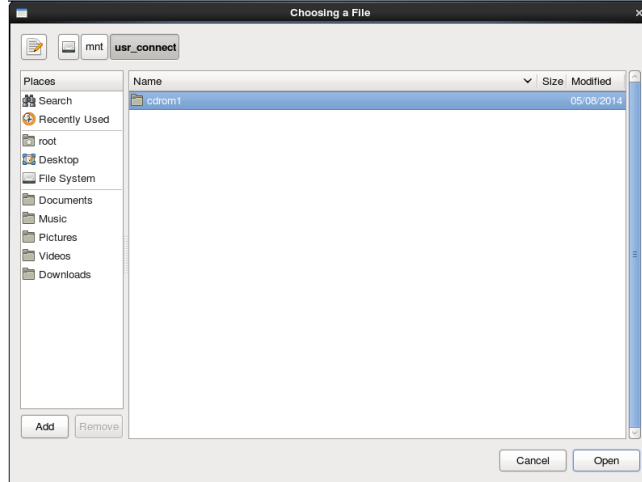 Choosing a File
mnt usr_connect
Places
Name Size Modified
Search
cdrom1 05/08/2014
Recently Used
root
Desktop
File System
Documents
Music
Pictures
Videos
Downloads
Add Remove
Cancel Open